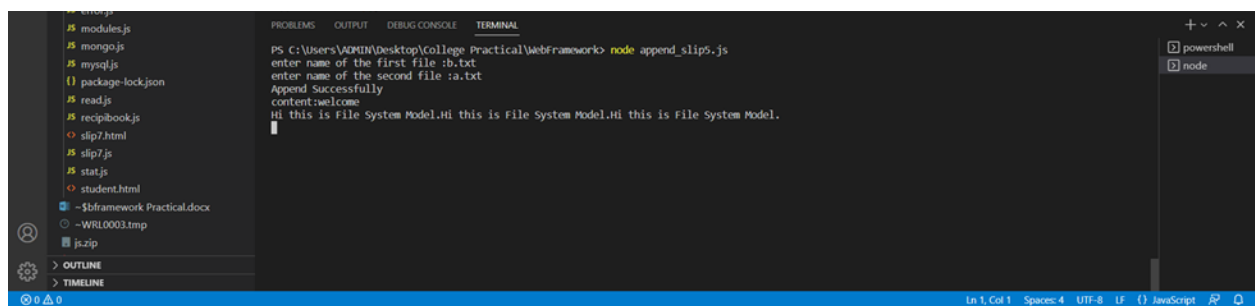 error.js
modules.js
mongo.js
mysql.js
package-lock.json
read.js
recipibook.js
slip7.html
slip7.js
stat.js
student.html
~$bframework Practical.docx
~WRL0003.tmp
js.zip
OUTLINE
TIMELINE
PROBLEMS OUTPUT DEBUG CONSOLE TERMINAL
PS C:\Users\ADMIN\Desktop\College Practical\WebFramework> node append_slip5.js
enter name of the first file :b.txt
enter name of the second file :a.txt
Append Successfully
content:welcome
Hi this is File System Model.Hi this is File System Model.Hi this is File System Model.
powershell
node
0 0 Ln 1, Col 1 Spaces: 4 UTF-8 LF {} JavaScript